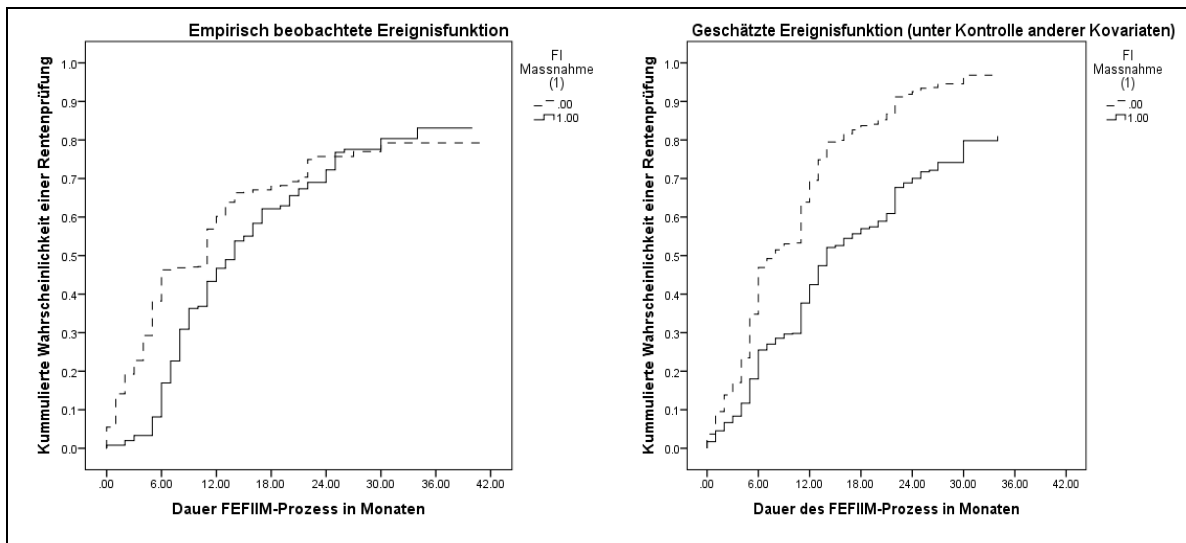 Empirisch beobachtete Ereignisfunktion
Kummulierte Wahrscheinlichkeit einer Rentenprüfung
1.0
0.9
0.8
0.7
0.6
0.5
0.4
0.3
0.2
0.1
0.0
.00 6.00 12.00 18.00 24.00 30.00 36.00 42.00
Dauer FEFIIM-Prozess in Monaten
FI
Massnahme
(1)
.00
1.00
Geschätzte Ereignisfunktion (unter Kontrolle anderer Kovariaten)
Kummulierte Wahrscheinlichkeit einer Rentenprüfung
1.0
0.9
0.8
0.7
0.6
0.5
0.4
0.3
0.2
0.1
0.0
.00 6.00 12.00 18.00 24.00 30.00 36.00 42.00
Dauer des FEFIIM-Prozess in Monaten
FI
Massnahme
(1)
.00
1.00